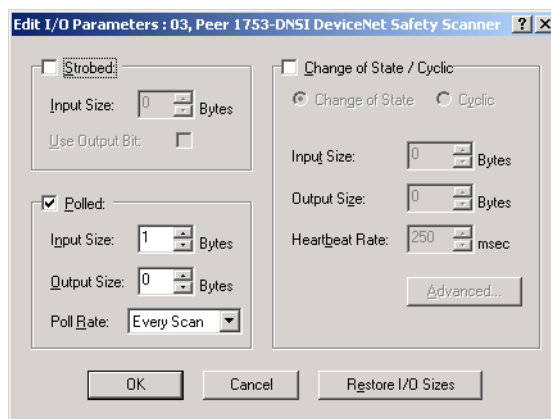 Edit I/O Parameters : 03, Peer 1753-DNSI DeviceNet Safety Scanner
Strobed:
Input Size: 0 Bytes
Use Output Bit:
Polled:
Input Size: 1 Bytes
Output Size: 0 Bytes
Poll Rate: Every Scan
Change of State / Cyclic
Change of State Cyclic
Input Size: 0 Bytes
Output Size: 0 Bytes
Heartbeat Rate: 250 msec
Advanced...
OK Cancel Restore I/O Sizes